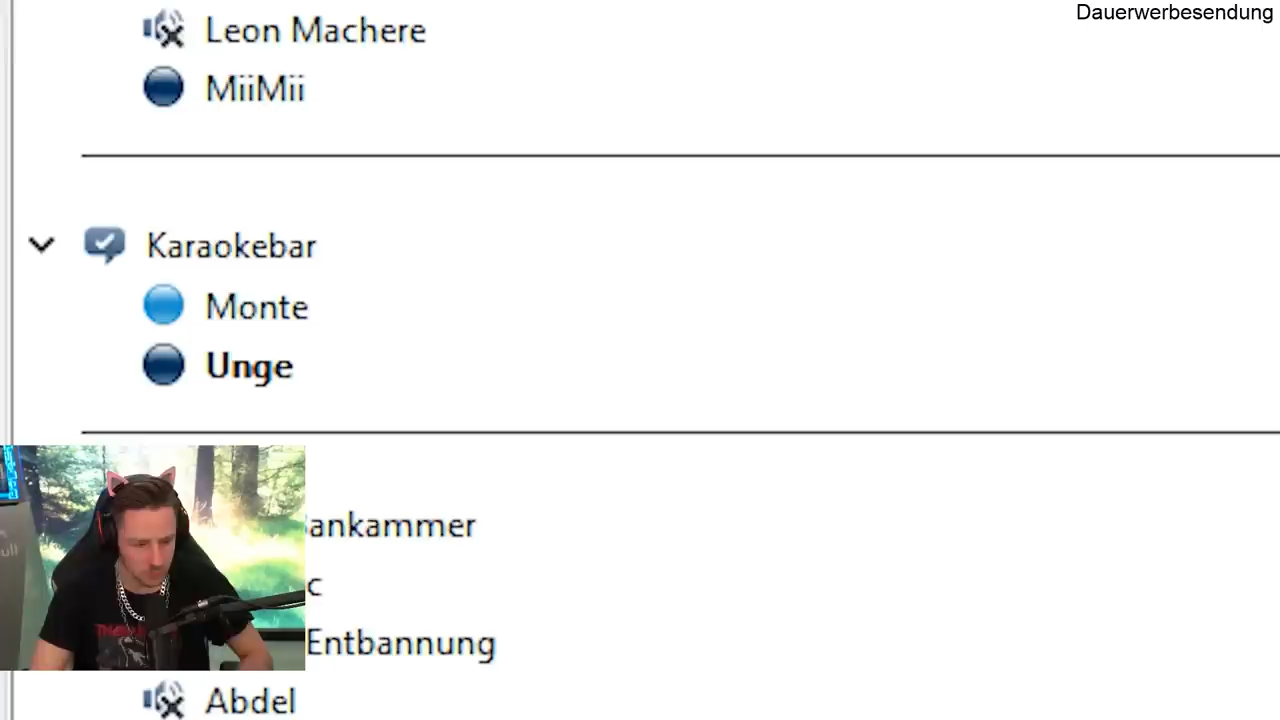 Dauerwerbesendung
Leon Machere
MiiMii
Karaokebar
Monte
Unge
ankammer
c
Entbannung
Abdel